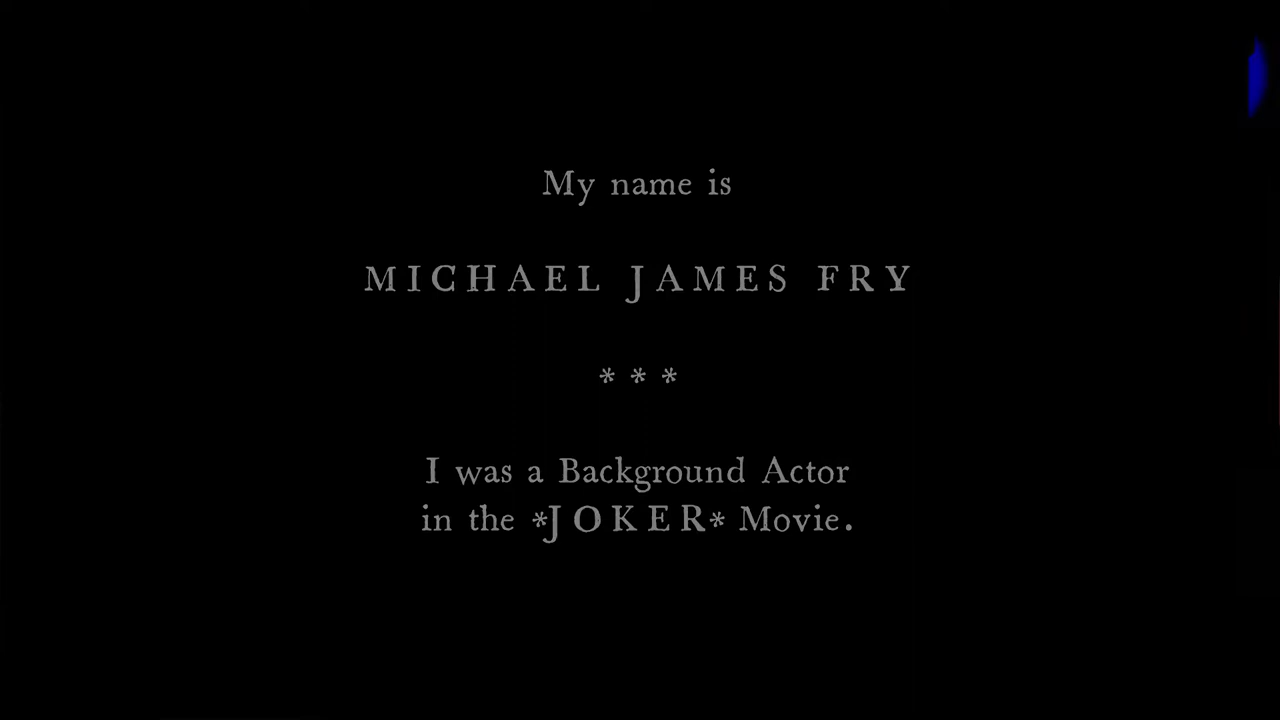 My name is
MICHAEL JAMES FRY
* * *
I was a Background Actor
in the *JOKER* Movie.